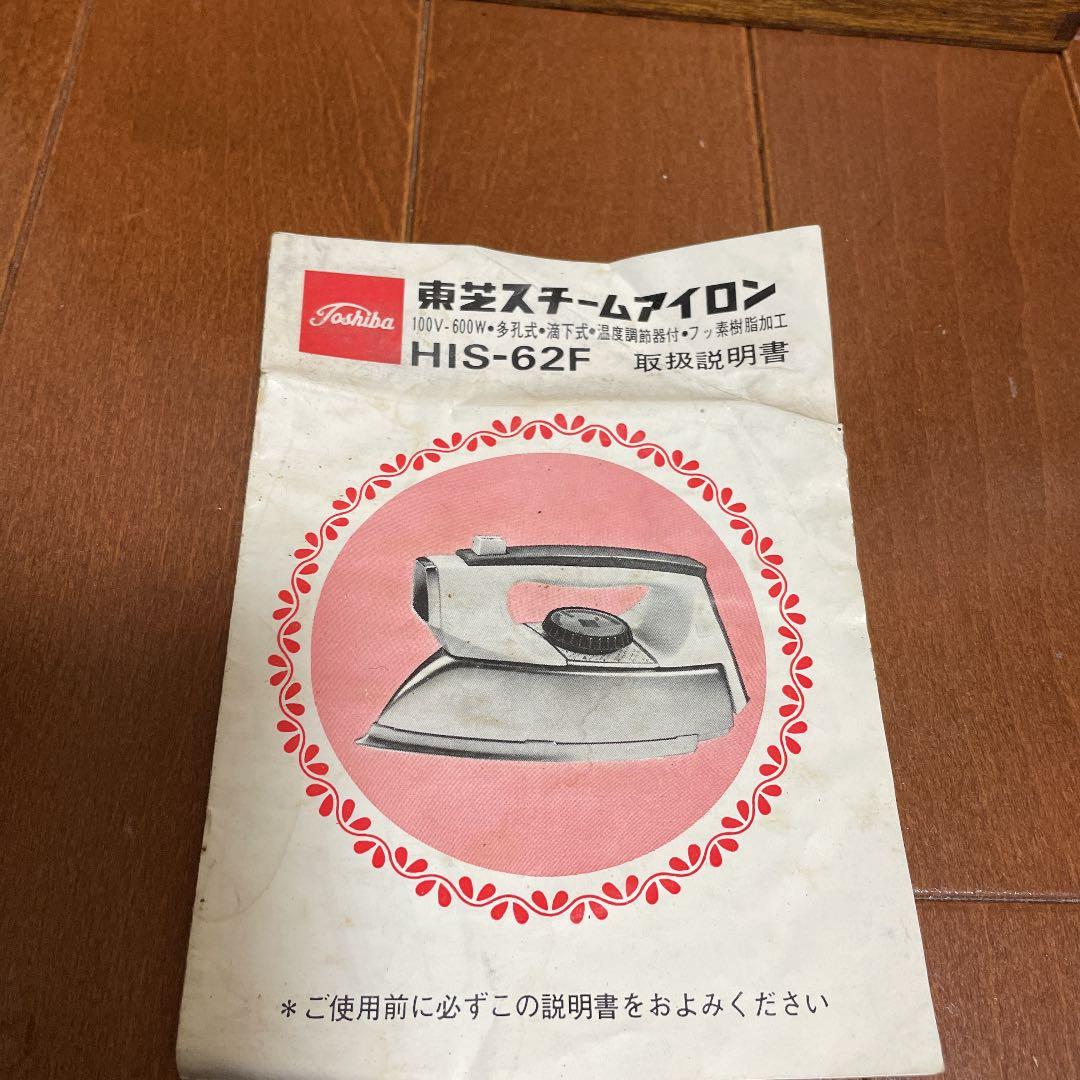 Toshiba
東芝スチームアイロン
100V-600W•多孔式•滴下式•温度調節器付•フッ素樹脂加工
HIS-62F 取扱説明書
*ご使用前に必ずこの説明書をおよみください